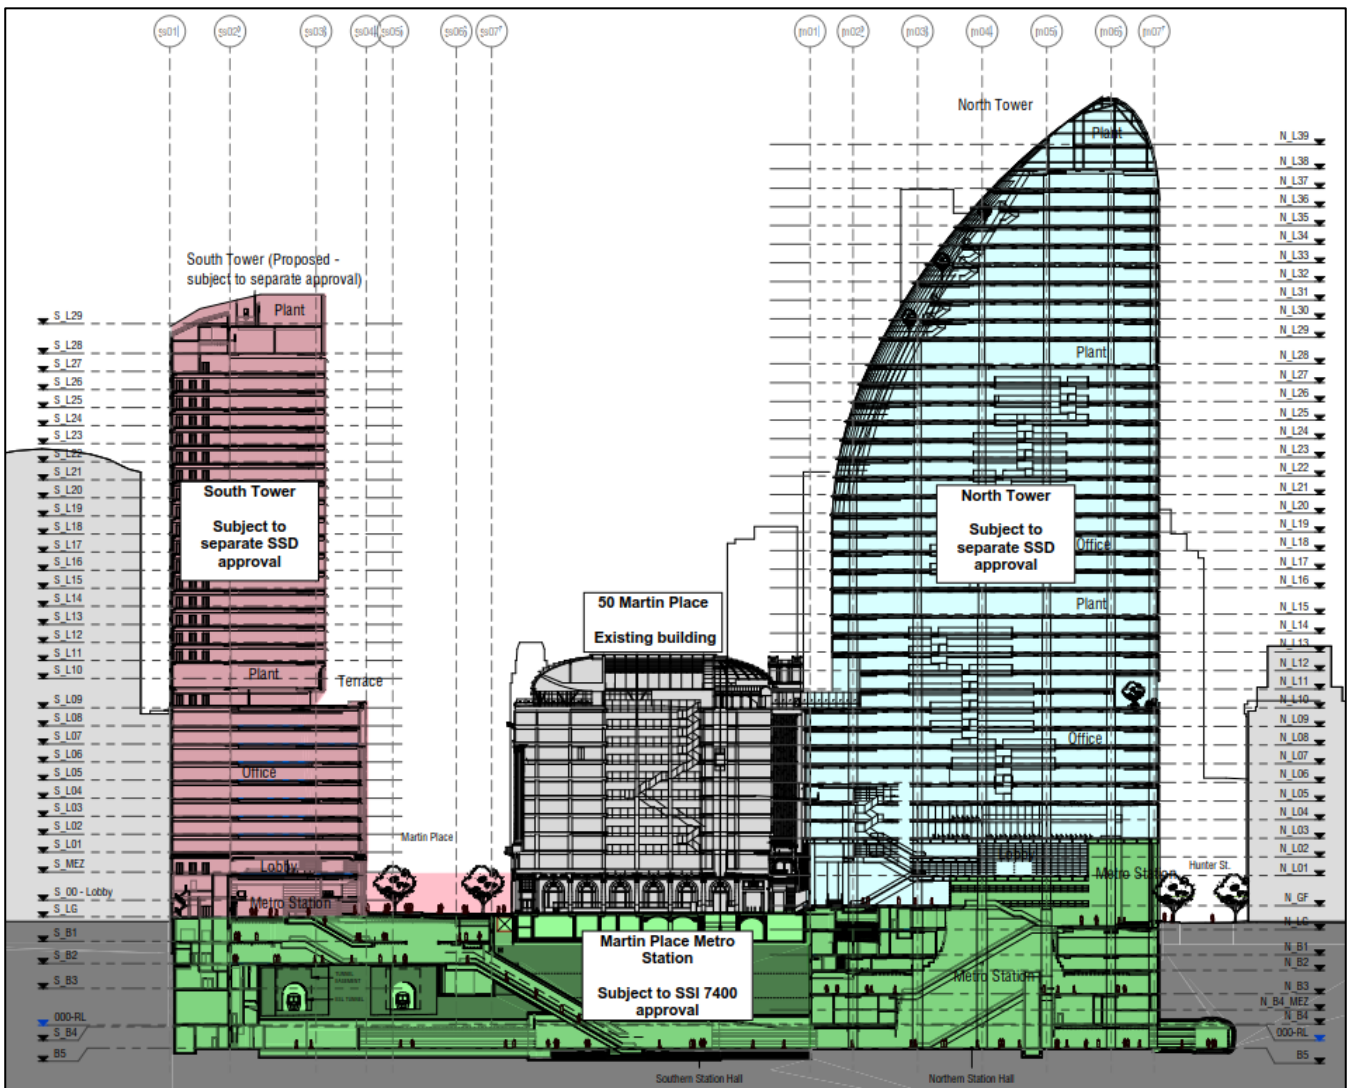 ss01
ss02
ss03
ss04
ss05
ss06
ss07
m01
m02
m03
m04
m05
m06
m07
North Tower
Plant
South Tower (Proposed -
subject to separate approval)
Plant
S_L29
S_L28
S_L27
S_L26
S_L25
S_L24
S_L23
S_L22
S_L21
S_L20
S_L19
S_L18
S_L17
S_L16
S_L15
S_L14
S_L13
S_L12
S_L11
S_L10
S_L09
S_L08
S_L07
S_L06
S_L05
S_L04
S_L03
S_L02
S_L01
S_MEZ
S_00 - Lobby
S_LG
S_B1
S_B2
S_B3
000-RL
S_B4
B5
South Tower
Subject to
separate SSD
approval
Plant
Terrace
Office
Lobby
Metro Station
Martin Place
50 Martin Place
Existing building
Martin Place Metro
Station
Subject to SSI 7400
approval
Plant
North Tower
Subject to
separate SSD
approval
Office
Plant
Office
Metro Station
Metro Station
Hunter St.
Southern Station Hall
Northern Station Hall
N_L39
N_L38
N_L37
N_L36
N_L35
N_L34
N_L33
N_L32
N_L31
N_L30
N_L29
N_L28
N_L27
N_L26
N_L25
N_L24
N_L23
N_L22
N_L21
N_L20
N_L19
N_L18
N_L17
N_L16
N_L15
N_L14
N_L13
N_L12
N_L11
N_L10
N_L09
N_L08
N_L07
N_L06
N_L05
N_L04
N_L03
N_L02
N_L01
N_GF
N_LG
N_B1
N_B2
N_B3
N_B4_MEZ
N_B4
000-RL
B5